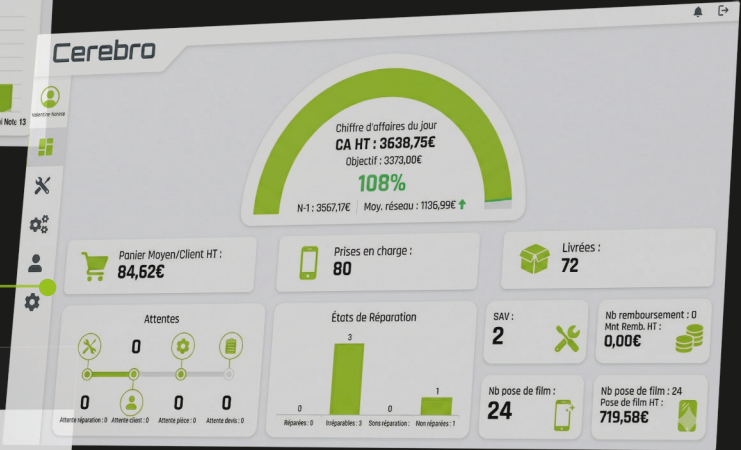 Cerebro
i Note 13
Chiffre d'affaires du jour
CA HT : 3638,75€
Objectif : 3373,00€
108%
N-1 : 3567,17€ Moy. réseau : 1136,99€
Panier Moyen/Client HT :
84,62€
Prises en charge :
80
Livrées :
72
Attentes
0
0 0 0
Attente réparation : 0 Attente client : 0 Attente pièce : 0 Attente devis : 0
États de Réparation
3
1
0 0
Réparées : 0 Irréparables : 3 Sans réparation : 0 Non réparées : 1
SAV :
2
Nb remboursement : 0
Mnt Remb. HT :
0,00€
Nb pose de film :
24
Nb pose de film : 24
Pose de film HT :
719,58€